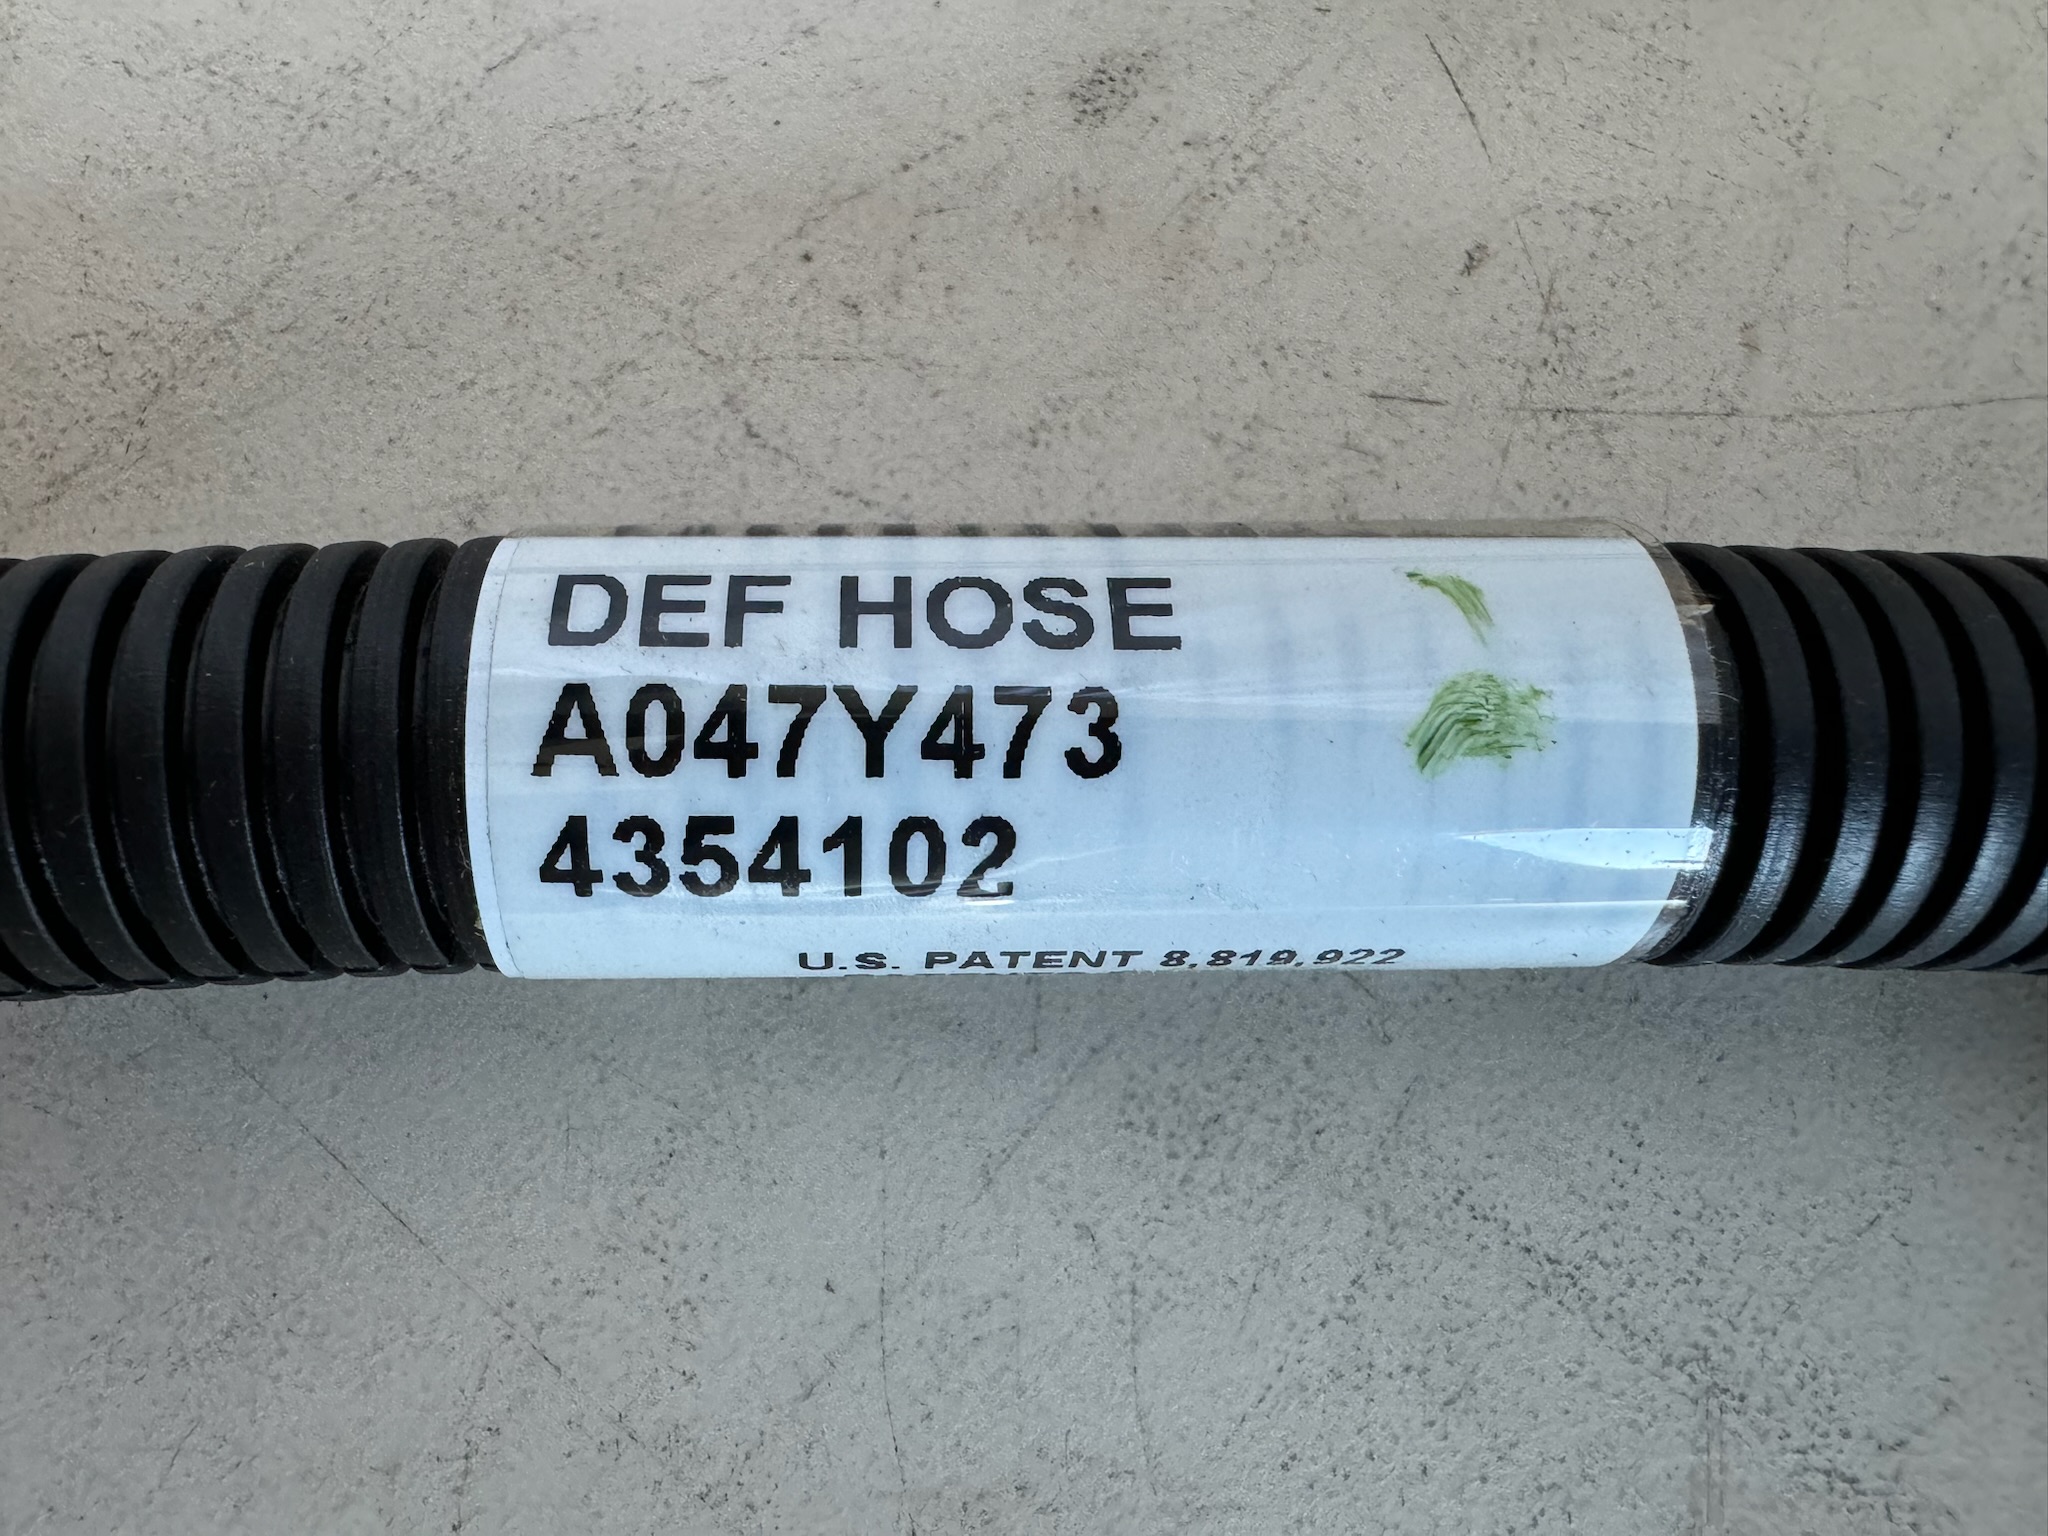 DEF HOSE
A047Y473
4354102
U.S. PATENT 8,819,922